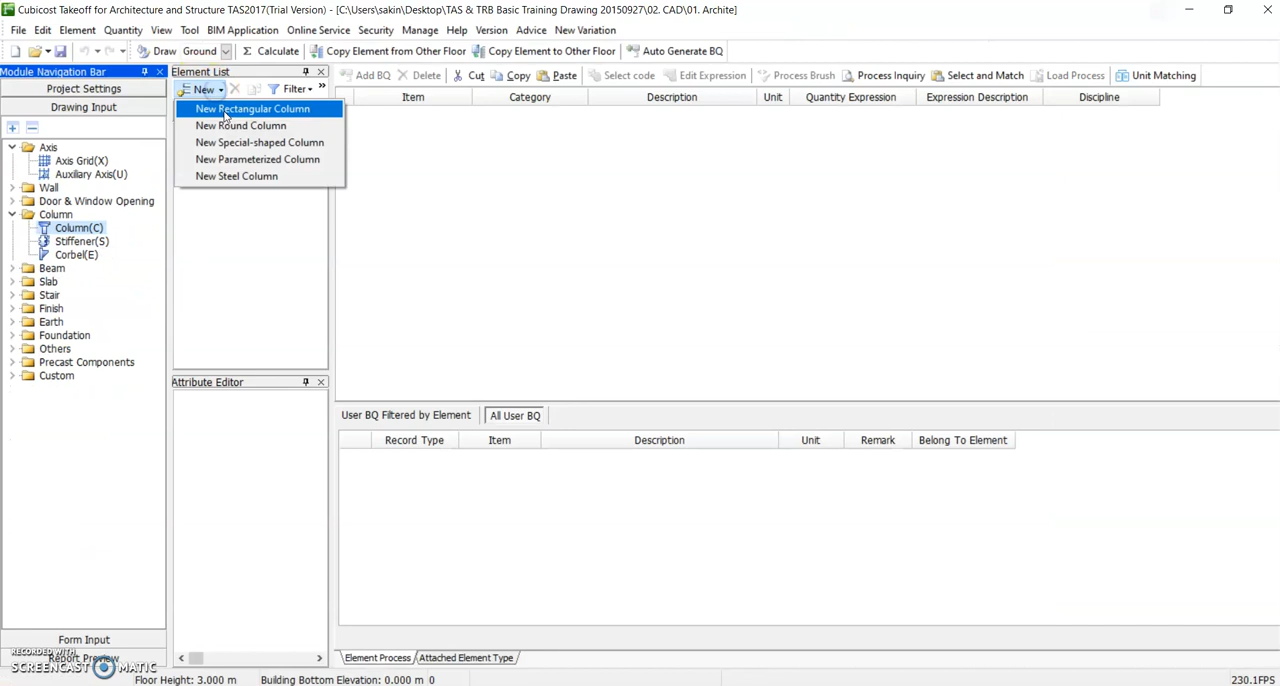 Cubicost Takeoff for Architecture and Structure TAS2017(Trial Version) - [C:\Users\sakin\Desktop\TAS & TRB Basic Training Drawing 20150927\02. CAD\01. Archite]
File Edit Element Quantity View Tool BIM Application Online Service Security Manage Help Version Advice New Variation
Draw Ground Σ Calculate Copy Element from Other Floor Copy Element to Other Floor Auto Generate BQ
Module Navigation Bar
Project Settings
Drawing Input
Axis
Axis Grid(X)
Auxiliary Axis(U)
Wall
Door & Window Opening
Column
Column(C)
Stiffener(S)
Corbel(E)
Beam
Slab
Stair
Finish
Earth
Foundation
Others
Precast Components
Custom
Form Input
Report Preview
RECORDED WITH
SCREENCAST MATIC
Element List
New Filter »
New Rectangular Column
New Round Column
New Special-shaped Column
New Parameterized Column
New Steel Column
Attribute Editor
Add BQ Delete Cut Copy Paste Select code Edit Expression Process Brush Process Inquiry Select and Match Load Process Unit Matching
Item Category Description Unit Quantity Expression Expression Description Discipline
User BQ Filtered by Element All User BQ
Record Type Item Description Unit Remark Belong To Element
Element Process Attached Element Type
Floor Height: 3.000 m Building Bottom Elevation: 0.000 m 0 230.1FPS